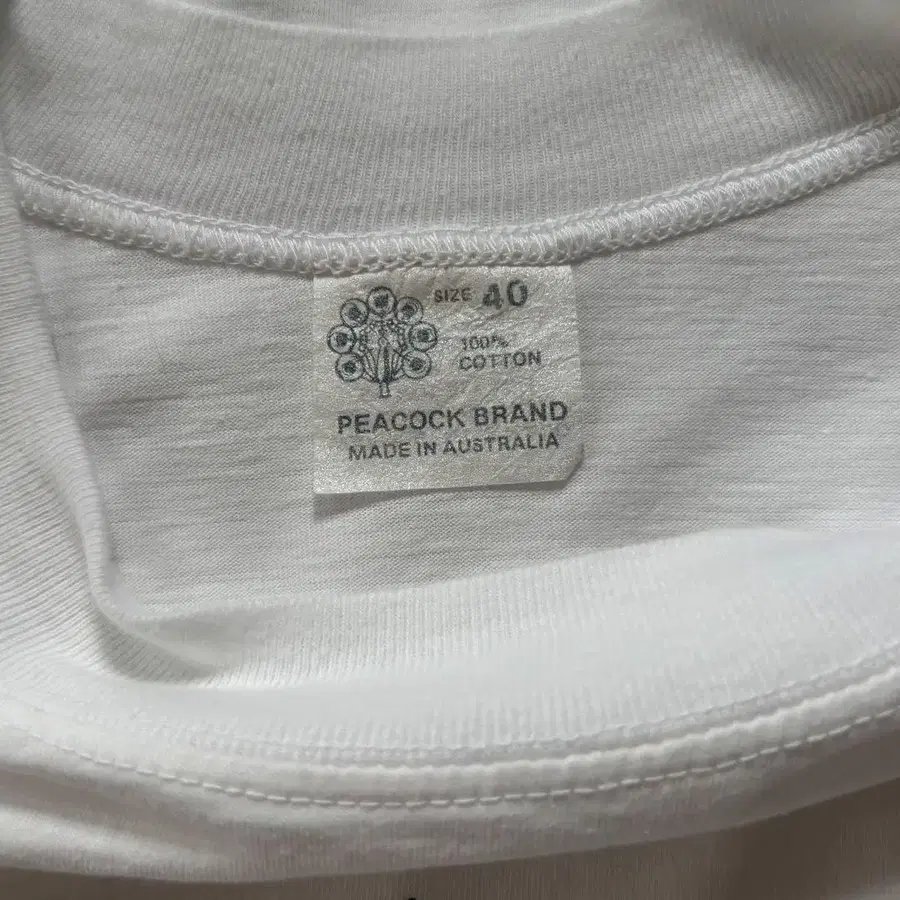 SIZE 40
100%
COTTON
PEACOCK BRAND
MADE IN AUSTRALIA